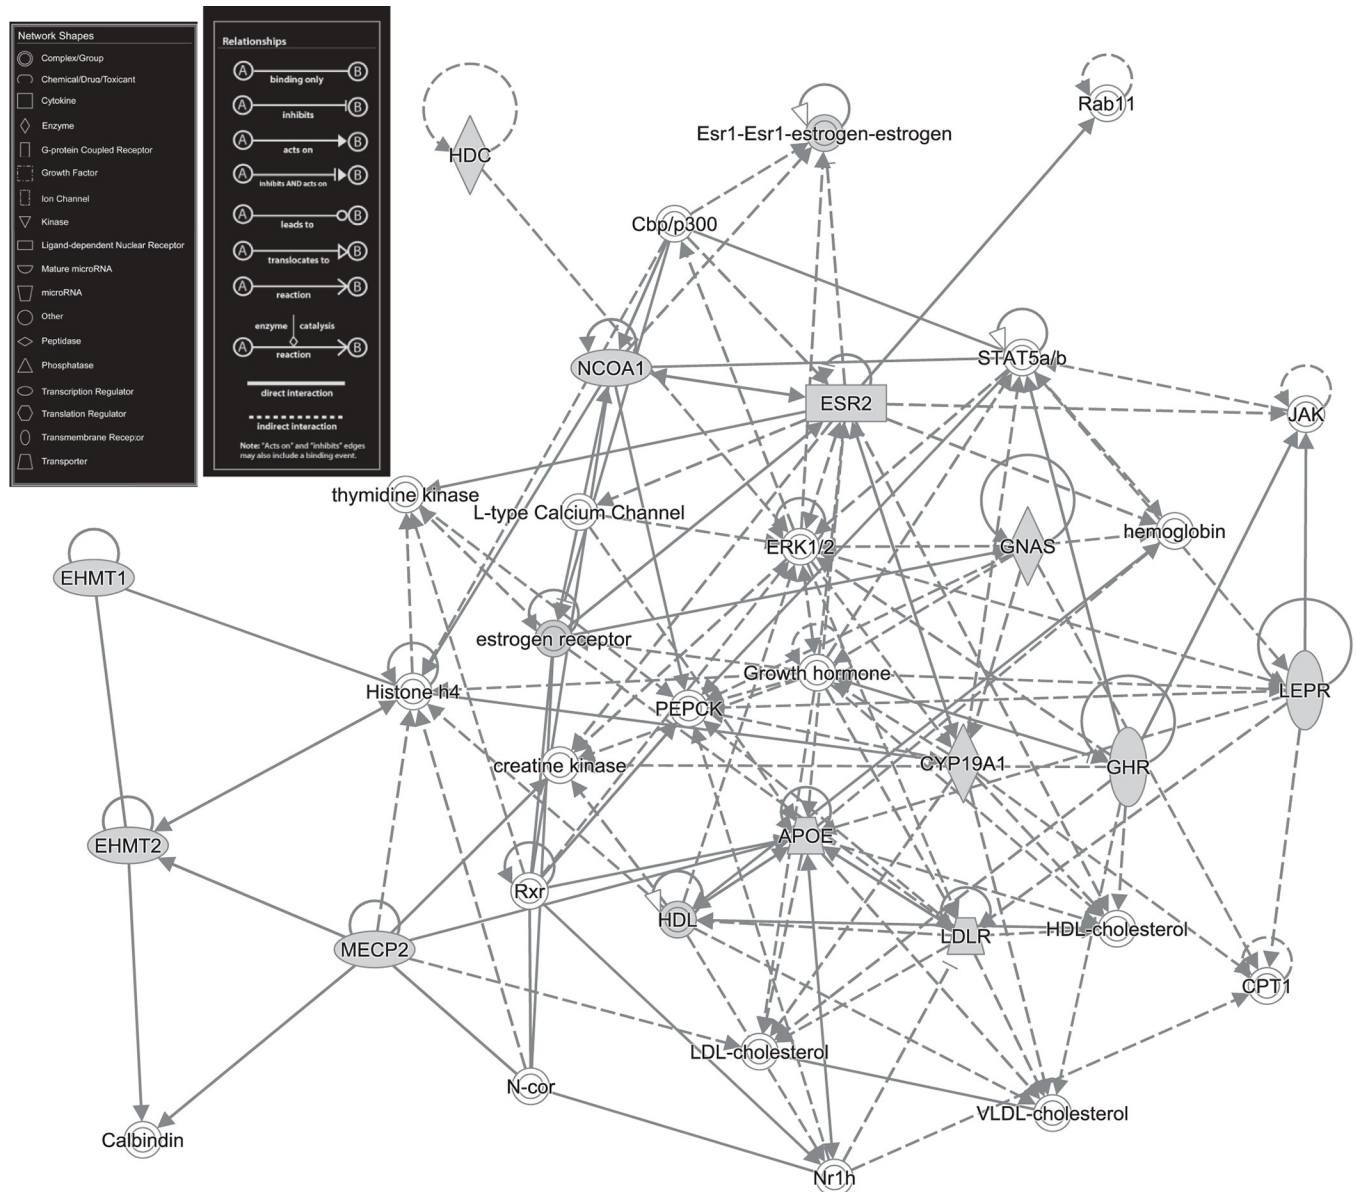 Network Shapes
Complex/Group
Chemical/Drug/Toxicant
Cytokine
Enzyme
G-protein Coupled Receptor
Growth Factor
Ion Channel
Kinase
Ligand-dependent Nuclear Receptor
Mature microRNA
microRNA
Other
Peptidase
Phosphatase
Transcription Regulator
Translation Regulator
Transmembrane Receptor
Transporter
Relationships
A binding only B
A inhibits B
A acts on B
A inhibits AND acts on B
A leads to B
A translocates to B
A reaction B
enzyme catalysis
A reaction B
direct interaction
indirect interaction
Note: "Acts on" and "inhibits" edges
may also include a binding event.
Rab11
Esr1-Esr1-estrogen-estrogen
HDC
Cbp/p300
STAT5a/b
NCOA1
ESR2
JAK
thymidine kinase
L-type Calcium Channel
hemoglobin
ERK1/2
GNAS
EHMT1
estrogen receptor
Growth hormone
Histone h4
LEPR
PEPCK
creatine kinase
CYP19A1
GHR
APOE
EHMT2
Rxr
HDL
HDL-cholesterol
LDLR
MECP2
CPT1
LDL-cholesterol
N-cor
VLDL-cholesterol
Calbindin
Nr1h